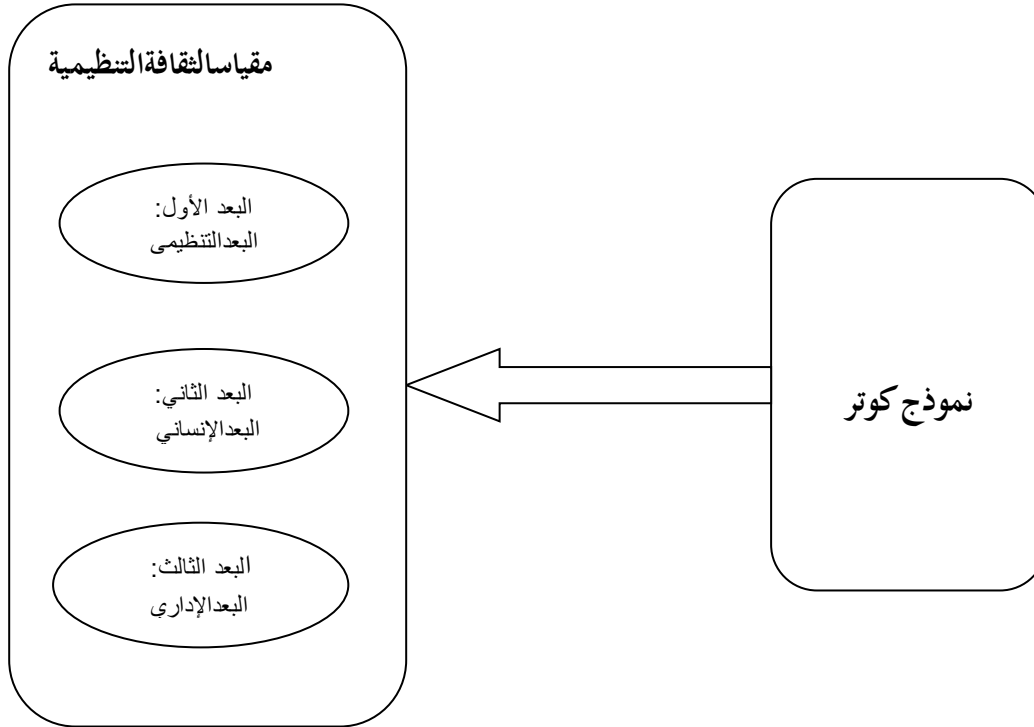 مقياسالثقافةالتنظيمية
البعد الأول:
البعدالتنظيمى
البعد الثاني:
البعدالإنساني
البعد الثالث:
البعدالإداري
نموذج كوتر